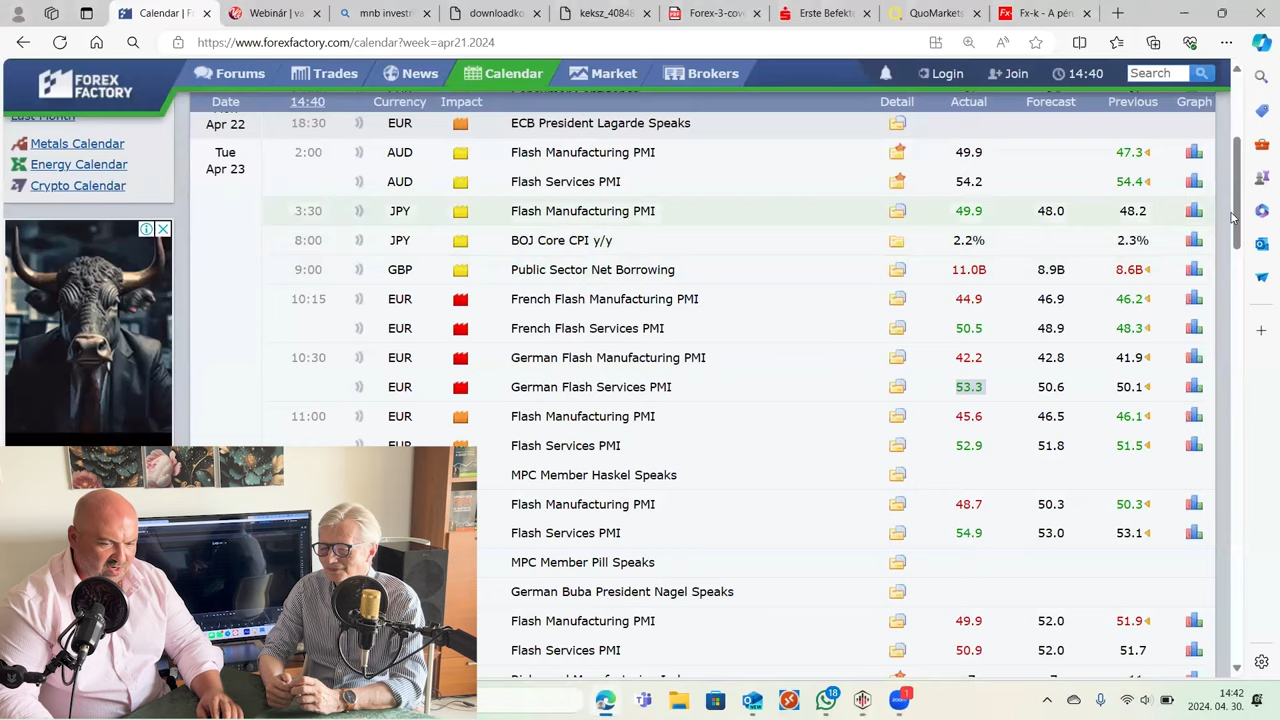 Calendar | F
Webinár | va
mnb investr
downloadko
keksz_40848
Forex-3-cove
Erste Befekt
QuoMarkets
Fx-k - A pén
https://www.forexfactory.com/calendar?week=apr21.2024
FOREX
FACTORY
Forums
Trades
News
Calendar
Market
Brokers
Login
Join
14:40
Search
Last Month
Metals Calendar
Energy Calendar
Crypto Calendar
Date 14:40 Currency Impact Detail Actual Forecast Previous Graph
Apr 22 18:30 EUR ECB President Lagarde Speaks
Tue 2:00 AUD Flash Manufacturing PMI 49.9 47.3
Apr 23
AUD Flash Services PMI 54.2 54.4
3:30 JPY Flash Manufacturing PMI 49.9 48.0 48.2
8:00 JPY BOJ Core CPI y/y 2.2% 2.3%
9:00 GBP Public Sector Net Borrowing 11.0B 8.9B 8.6B
10:15 EUR French Flash Manufacturing PMI 44.9 46.9 46.2
EUR French Flash Services PMI 50.5 48.9 48.3
10:30 EUR German Flash Manufacturing PMI 42.2 42.8 41.9
EUR German Flash Services PMI 53.3 50.6 50.1
11:00 EUR Flash Manufacturing PMI 45.6 46.5 46.1
EUR Flash Services PMI 52.9 51.8 51.5
MPC Member Haskel Speaks
Flash Manufacturing PMI 48.7 50.3 50.3
Flash Services PMI 54.9 53.0 53.1
MPC Member Pill Speaks
German Buba President Nagel Speaks
Flash Manufacturing PMI 49.9 52.0 51.9
Flash Services PMI 50.9 52.0 51.7
18
1
14:42
2024. 04. 30.